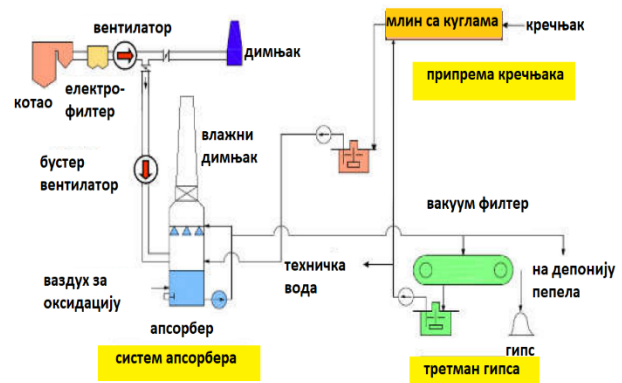 вентилатор
димњак
котао
електро-
филтер
бустер
вентилатор
влажни
димњак
ваздух за
оксидацију
апсорбер
систем апсорбера
млин са куглама
кречњак
припрема кречњака
вакуум филтер
техничка
вода
на депонију
пепела
гипс
третман гипса